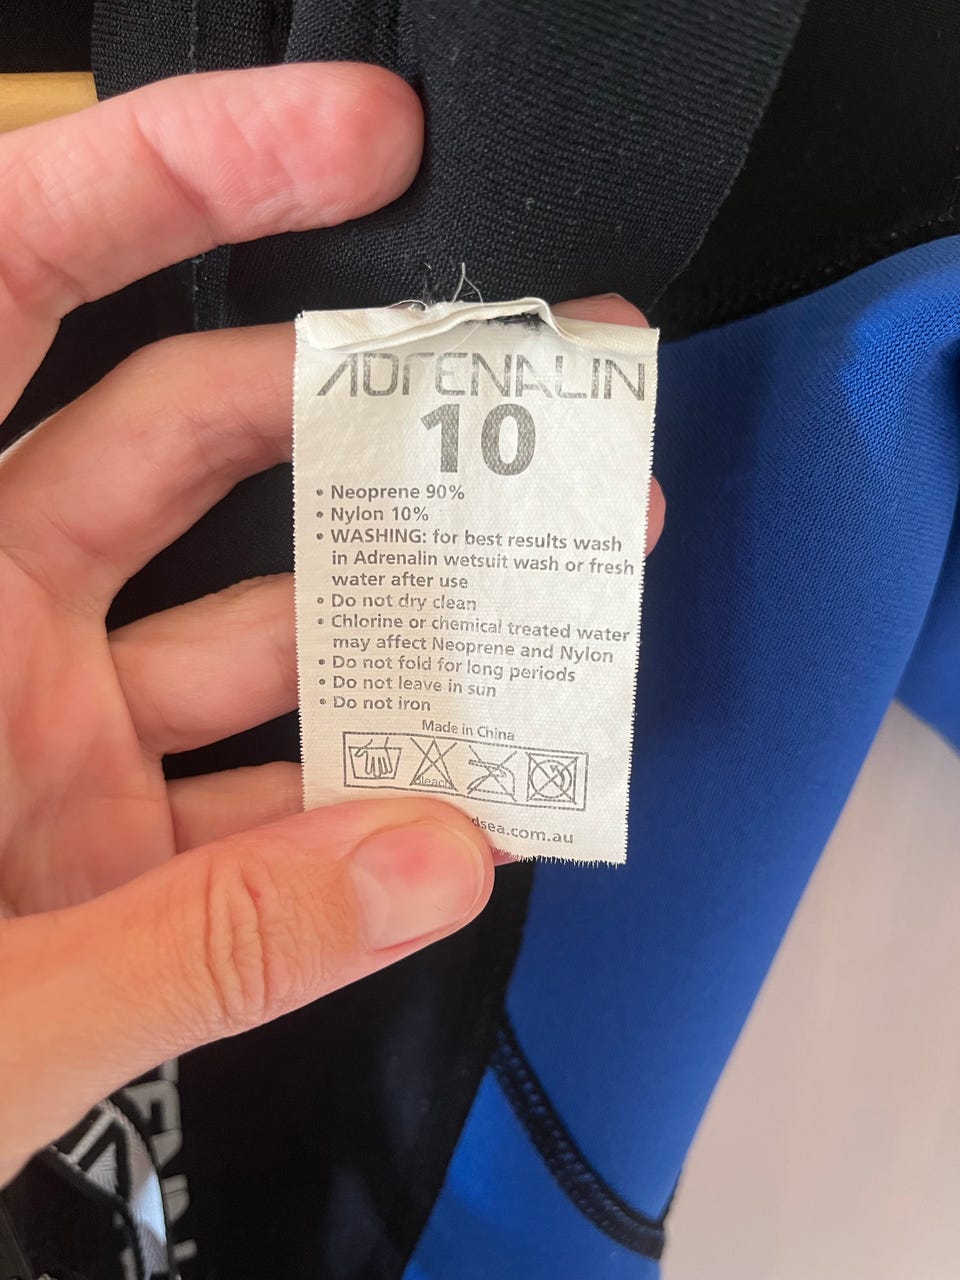 ADRENALIN
10
• Neoprene 90%
• Nylon 10%
• WASHING: for best results wash
in Adrenalin wetsuit wash or fresh
water after use
• Do not dry clean
• Chlorine or chemical treated water
may affect Neoprene and Nylon
• Do not fold for long periods
• Do not leave in sun
• Do not iron
Made in China
Bleach
dsea.com.au